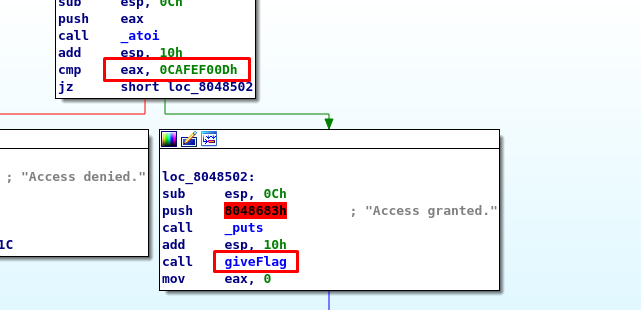 sub esp, 0Ch
push eax
call _atoi
add esp, 10h
cmp eax, 0CAFEF00Dh
jz short loc_8048502
; "Access denied."
1C
loc_8048502:
sub esp, 0Ch
push 8048683h ; "Access granted."
call _puts
add esp, 10h
call giveFlag
mov eax, 0